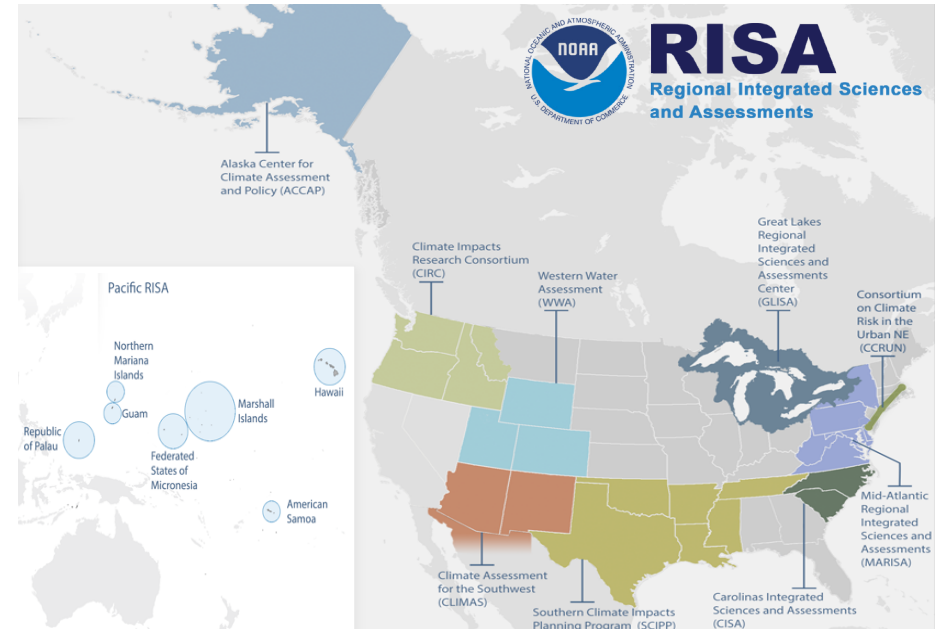 NATIONAL OCEANIC AND ATMOSPHERIC ADMINISTRATION
NOAA
U.S. DEPARTMENT OF COMMERCE
RISA
Regional Integrated Sciences
and Assessments
Alaska Center for
Climate Assessment
and Policy (ACCAP)
Climate Impacts
Research Consortium
(CIRC)
Western Water
Assessment
(WWA)
Great Lakes
Regional
Integrated
Sciences and
Assessments
Center
(GLISA)
Consortium
on Climate
Risk in the
Urban NE
(CCRUN)
Pacific RISA
Northern
Mariana
Islands
Guam
Republic
of Palau
Federated
States of
Micronesia
Marshall
Islands
Hawaii
American
Samoa
Mid-Atlantic
Regional
Integrated
Sciences and
Assessments
(MARISA)
Climate Assessment
for the Southwest
(CLIMAS)
Southern Climate Impacts
Planning Program (SCIPP)
Carolinas Integrated
Sciences and Assessments
(CISA)